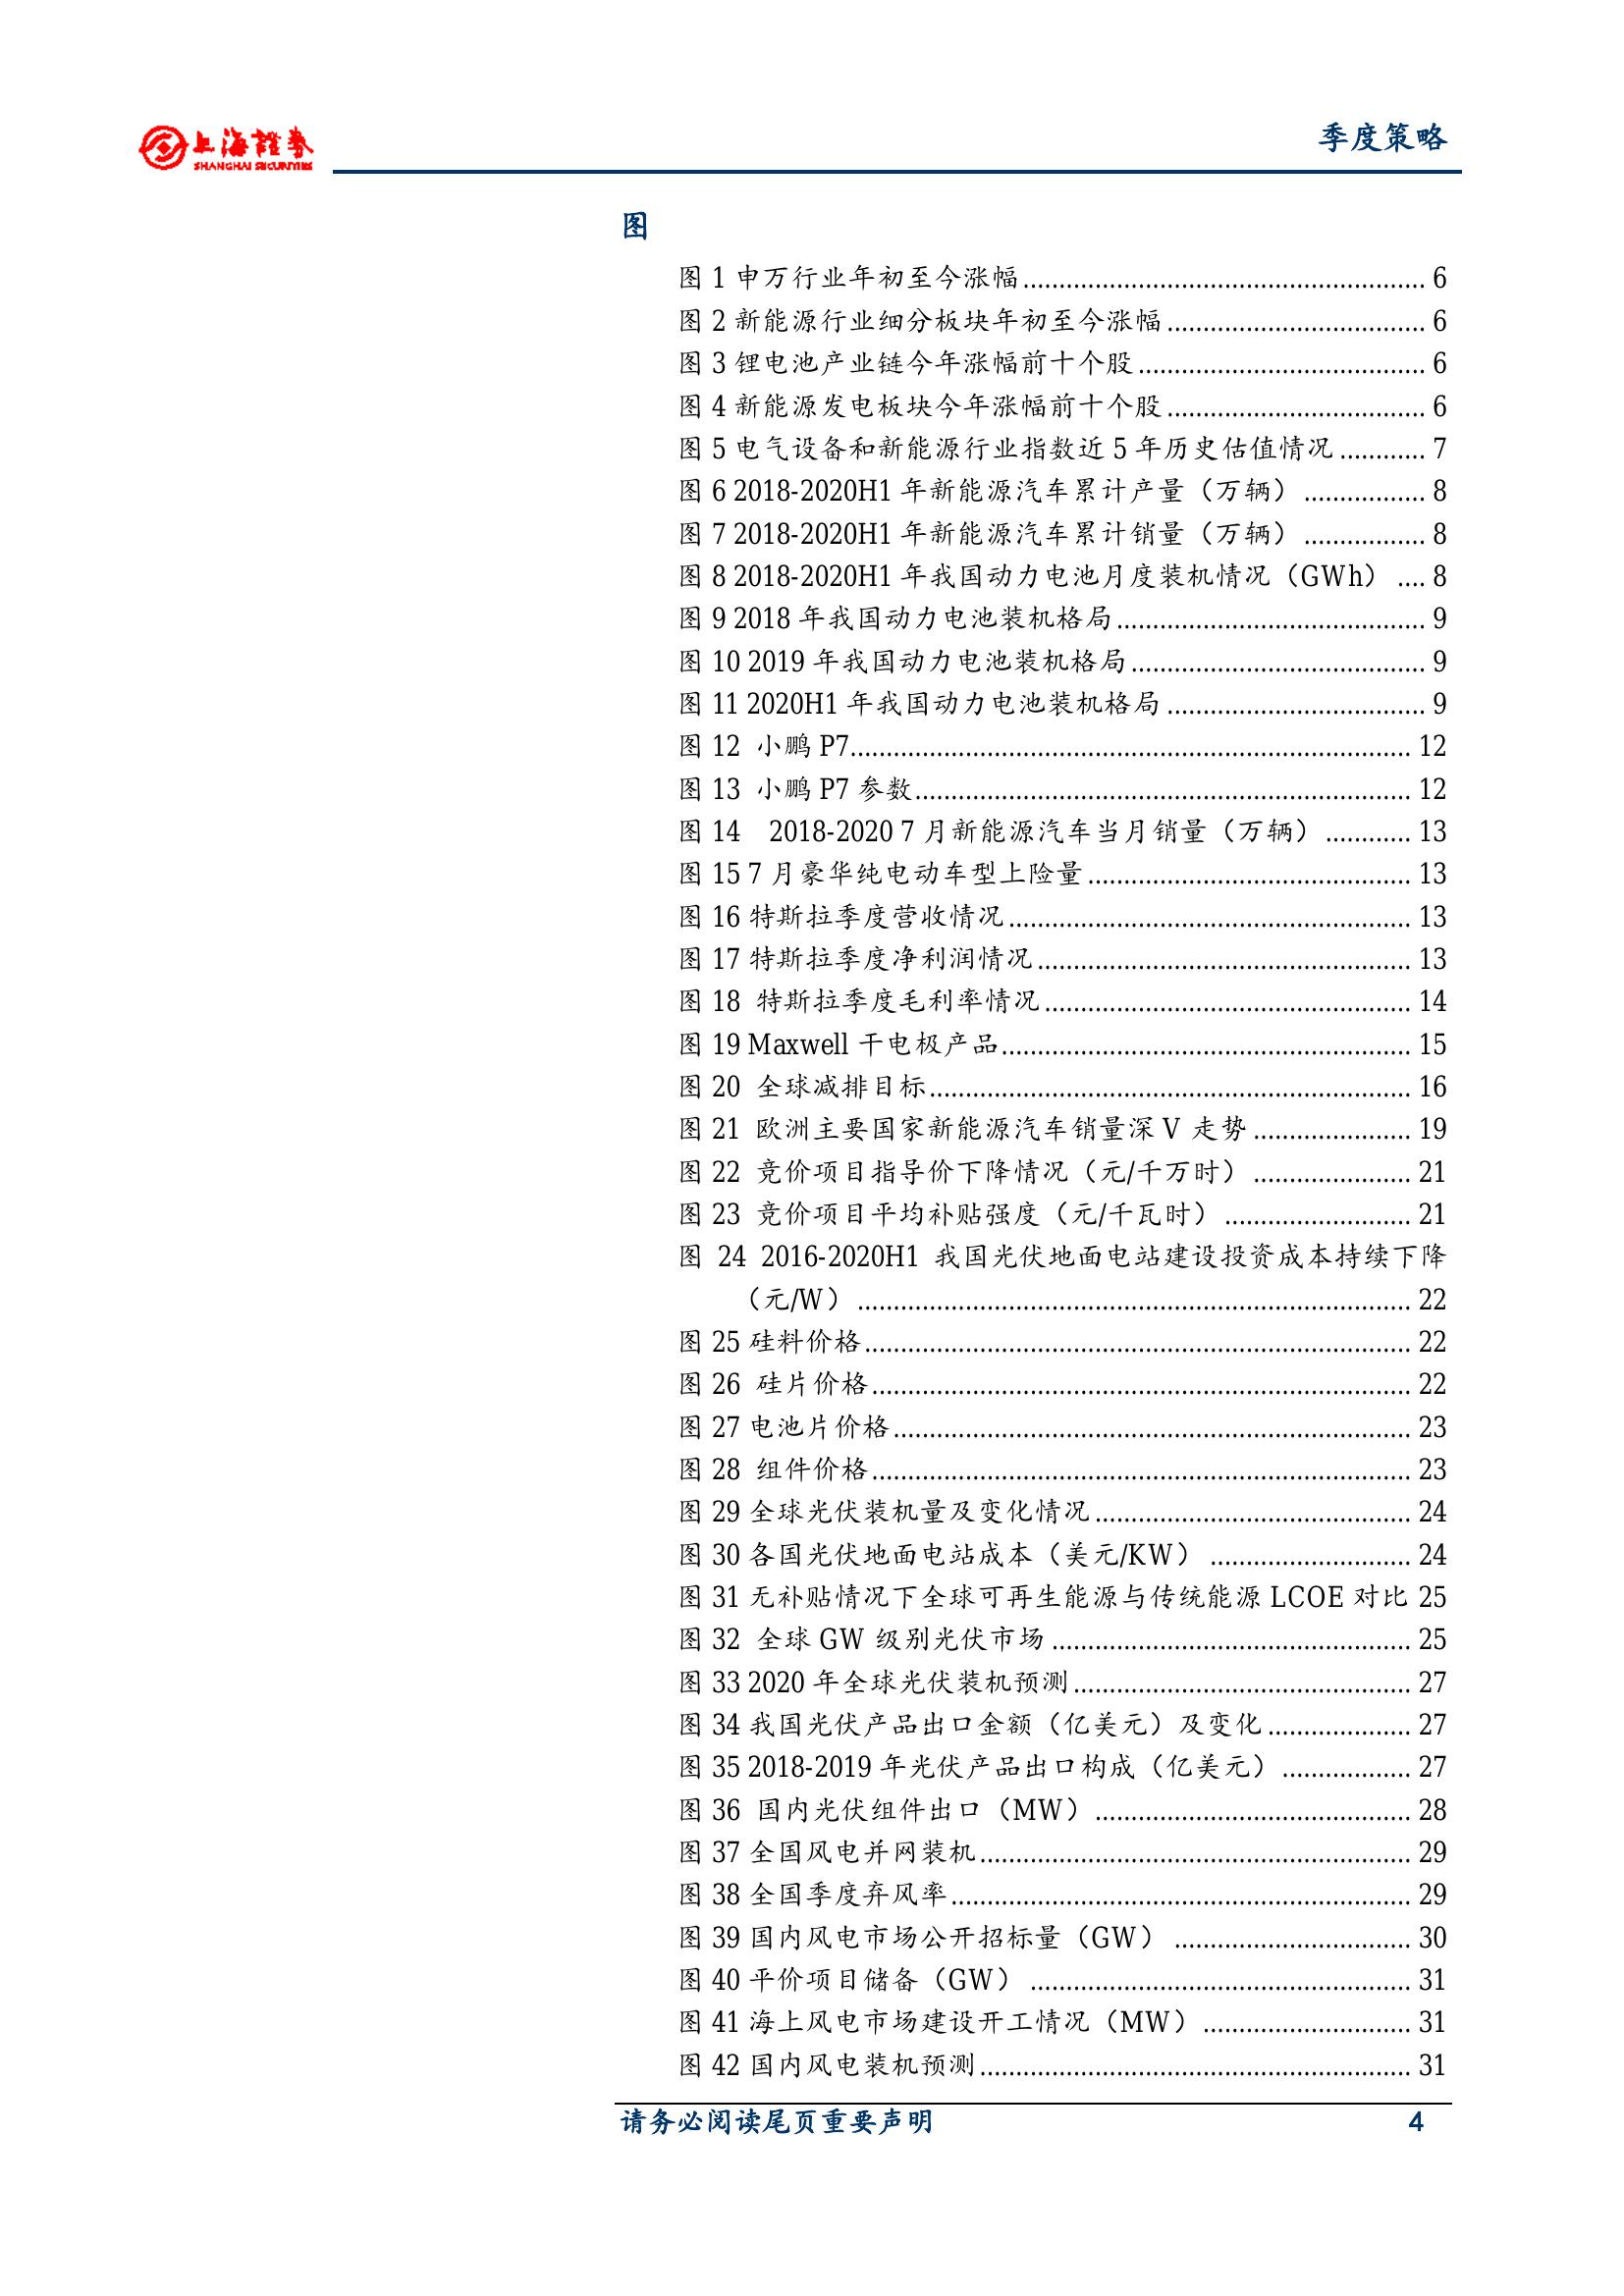 上海證券
SHANGHAI SECURITIES
季度策略
图
图 1 申万行业年初至今涨幅........................................................ 6
图 2 新能源行业细分板块年初至今涨幅.................................... 6
图 3 锂电池产业链今年涨幅前十个股........................................ 6
图 4 新能源发电板块今年涨幅前十个股.................................... 6
图 5 电气设备和新能源行业指数近 5 年历史估值情况............ 7
图 6 2018-2020H1 年新能源汽车累计产量（万辆）................. 8
图 7 2018-2020H1 年新能源汽车累计销量（万辆）................. 8
图 8 2018-2020H1 年我国动力电池月度装机情况（GWh）.... 8
图 9 2018 年我国动力电池装机格局........................................... 9
图 10 2019 年我国动力电池装机格局......................................... 9
图 11 2020H1 年我国动力电池装机格局.................................... 9
图 12 小鹏 P7.............................................................................. 12
图 13 小鹏 P7 参数..................................................................... 12
图 14 2018-2020 7 月新能源汽车当月销量（万辆）............ 13
图 15 7 月豪华纯电动车型上险量............................................. 13
图 16 特斯拉季度营收情况........................................................ 13
图 17 特斯拉季度净利润情况.................................................... 13
图 18 特斯拉季度毛利率情况................................................... 14
图 19 Maxwell 干电极产品......................................................... 15
图 20 全球减排目标................................................................... 16
图 21 欧洲主要国家新能源汽车销量深 V 走势...................... 19
图 22 竞价项目指导价下降情况（元/千万时）...................... 21
图 23 竞价项目平均补贴强度（元/千瓦时）.......................... 21
图 24 2016-2020H1 我国光伏地面电站建设投资成本持续下降
（元/W）............................................................................. 22
图 25 硅料价格............................................................................ 22
图 26 硅片价格........................................................................... 22
图 27 电池片价格........................................................................ 23
图 28 组件价格........................................................................... 23
图 29 全球光伏装机量及变化情况............................................ 24
图 30 各国光伏地面电站成本（美元/KW）............................ 24
图 31 无补贴情况下全球可再生能源与传统能源 LCOE 对比 25
图 32 全球 GW 级别光伏市场.................................................. 25
图 33 2020 年全球光伏装机预测............................................... 27
图 34 我国光伏产品出口金额（亿美元）及变化.................... 27
图 35 2018-2019 年光伏产品出口构成（亿美元）.................. 27
图 36 国内光伏组件出口（MW）............................................ 28
图 37 全国风电并网装机............................................................ 29
图 38 全国季度弃风率................................................................ 29
图 39 国内风电市场公开招标量（GW）................................. 30
图 40 平价项目储备（GW）..................................................... 31
图 41 海上风电市场建设开工情况（MW）............................. 31
图 42 国内风电装机预测............................................................ 31
请务必阅读尾页重要声明 4